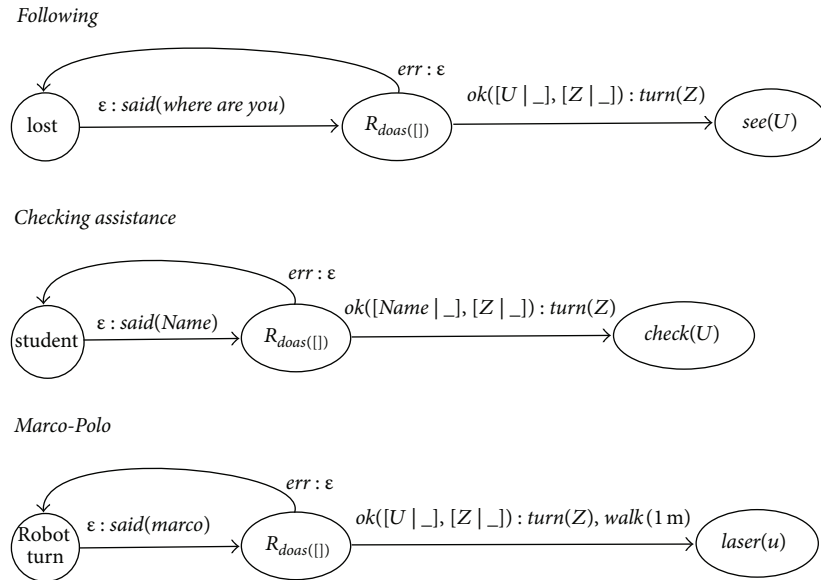 Following
err : ε
ok([U | _], [Z | _]) : turn(Z)
ε : said(where are you)
lost
R_doas([])
see(U)
Checking assistance
err : ε
ok([Name | _], [Z | _]) : turn(Z)
ε : said(Name)
student
R_doas([])
check(U)
Marco-Polo
err : ε
ok([U | _], [Z | _]) : turn(Z), walk(1 m)
ε : said(marco)
Robot
turn
R_doas([])
laser(u)